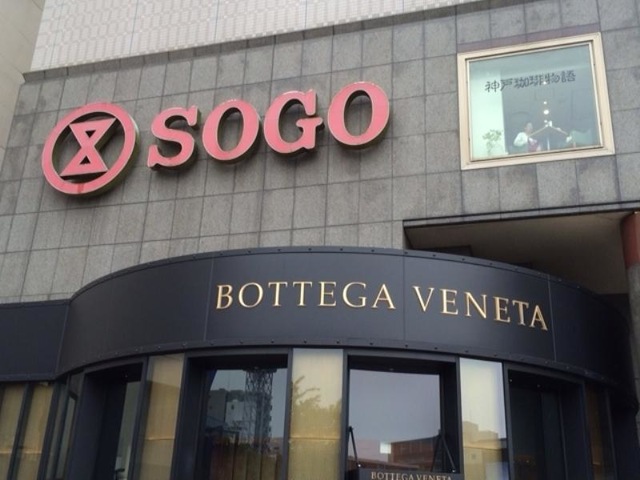 SOGO
神戸珈琲物語
BOTTEGA VENETA
BOTTEGA VENETA